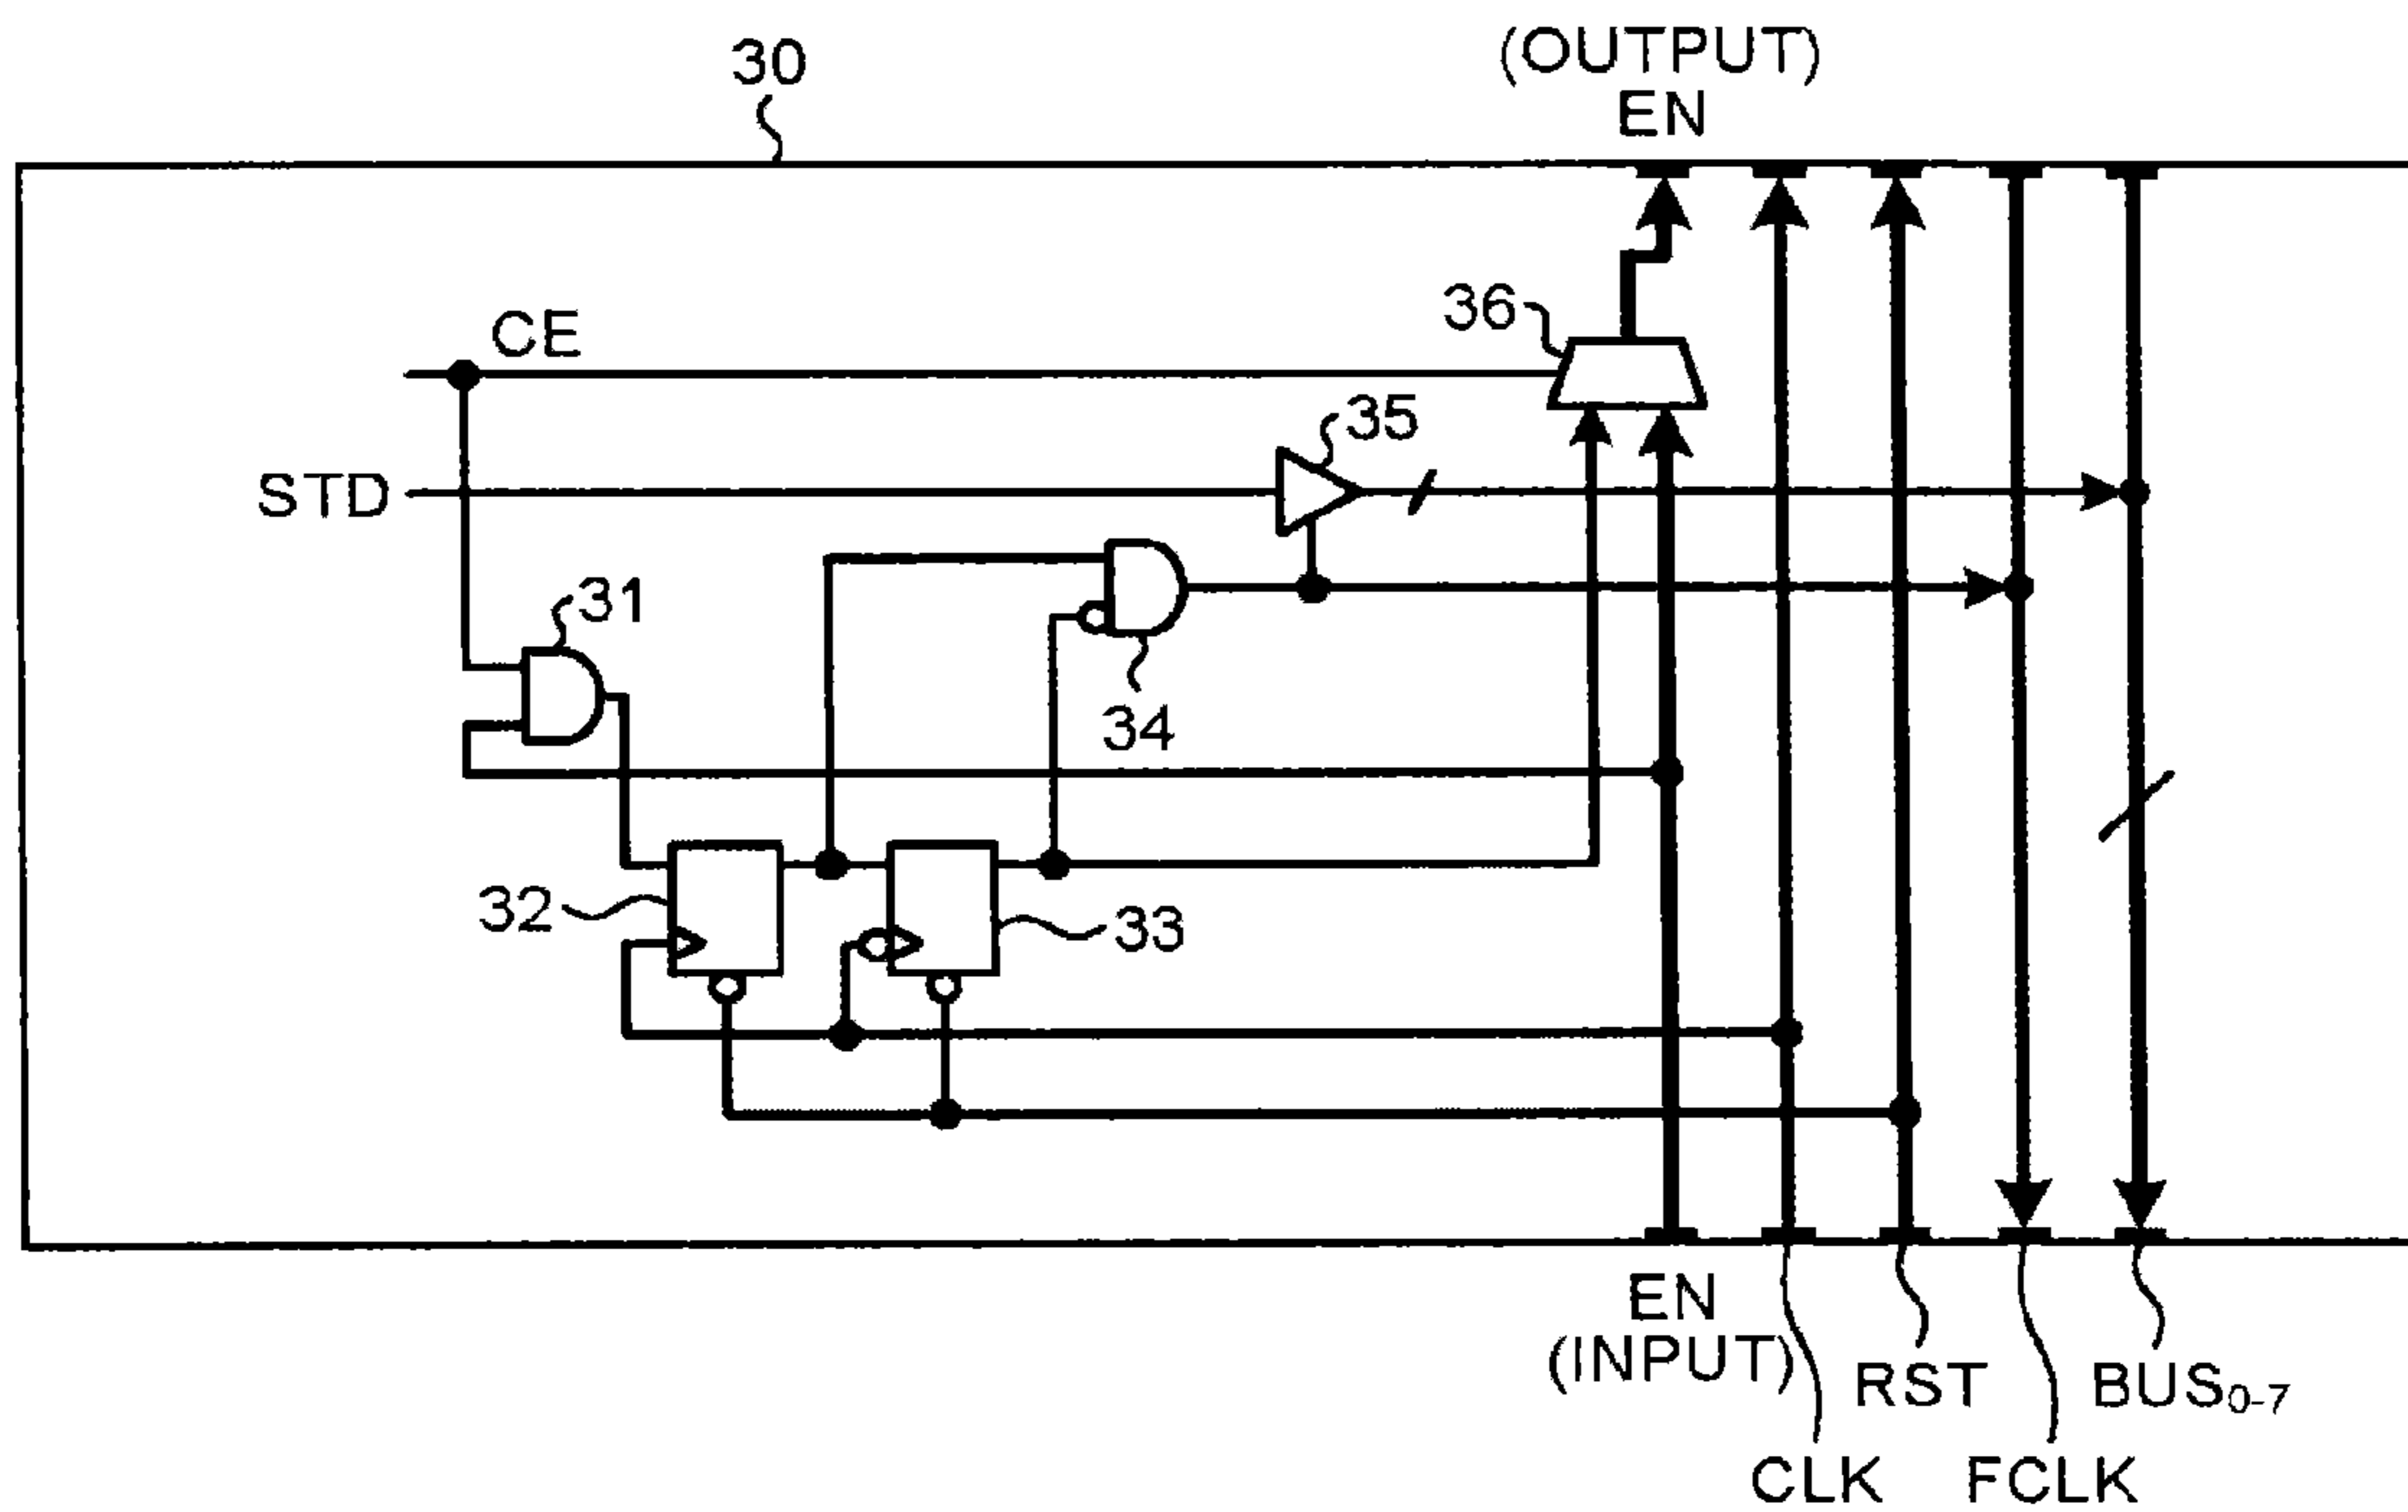 30
(OUTPUT)
EN
CE
36
35
STD
31
34
32
33
EN
(INPUT)
RST
BUS0-7
CLK
FCLK